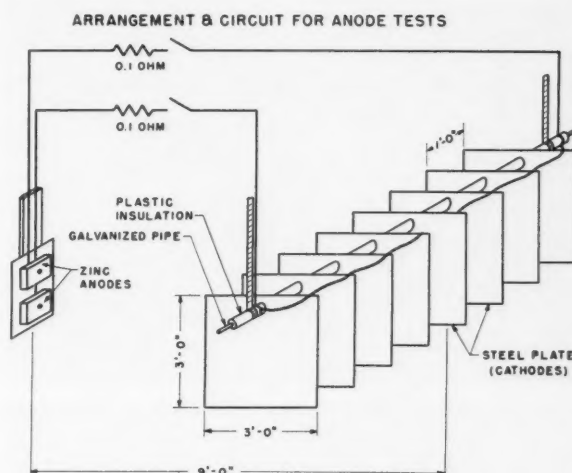 ARRANGEMENT & CIRCUIT FOR ANODE TESTS
0.1 OHM
0.1 OHM
1'-0"
PLASTIC
INSULATION
GALVANIZED PIPE
ZINC
ANODES
3'-0"
STEEL PLATE
(CATHODES)
3'-0"
9'-0"